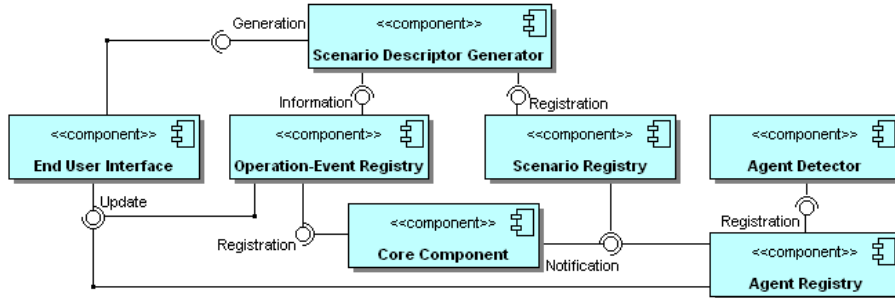 Generation
<<component>>
Scenario Descriptor Generator
Information
Registration
<<component>>
End User Interface
<<component>>
Operation-Event Registry
<<component>>
Scenario Registry
<<component>>
Agent Detector
Update
Registration
<<component>>
Core Component
Notification
Registration
<<component>>
Agent Registry